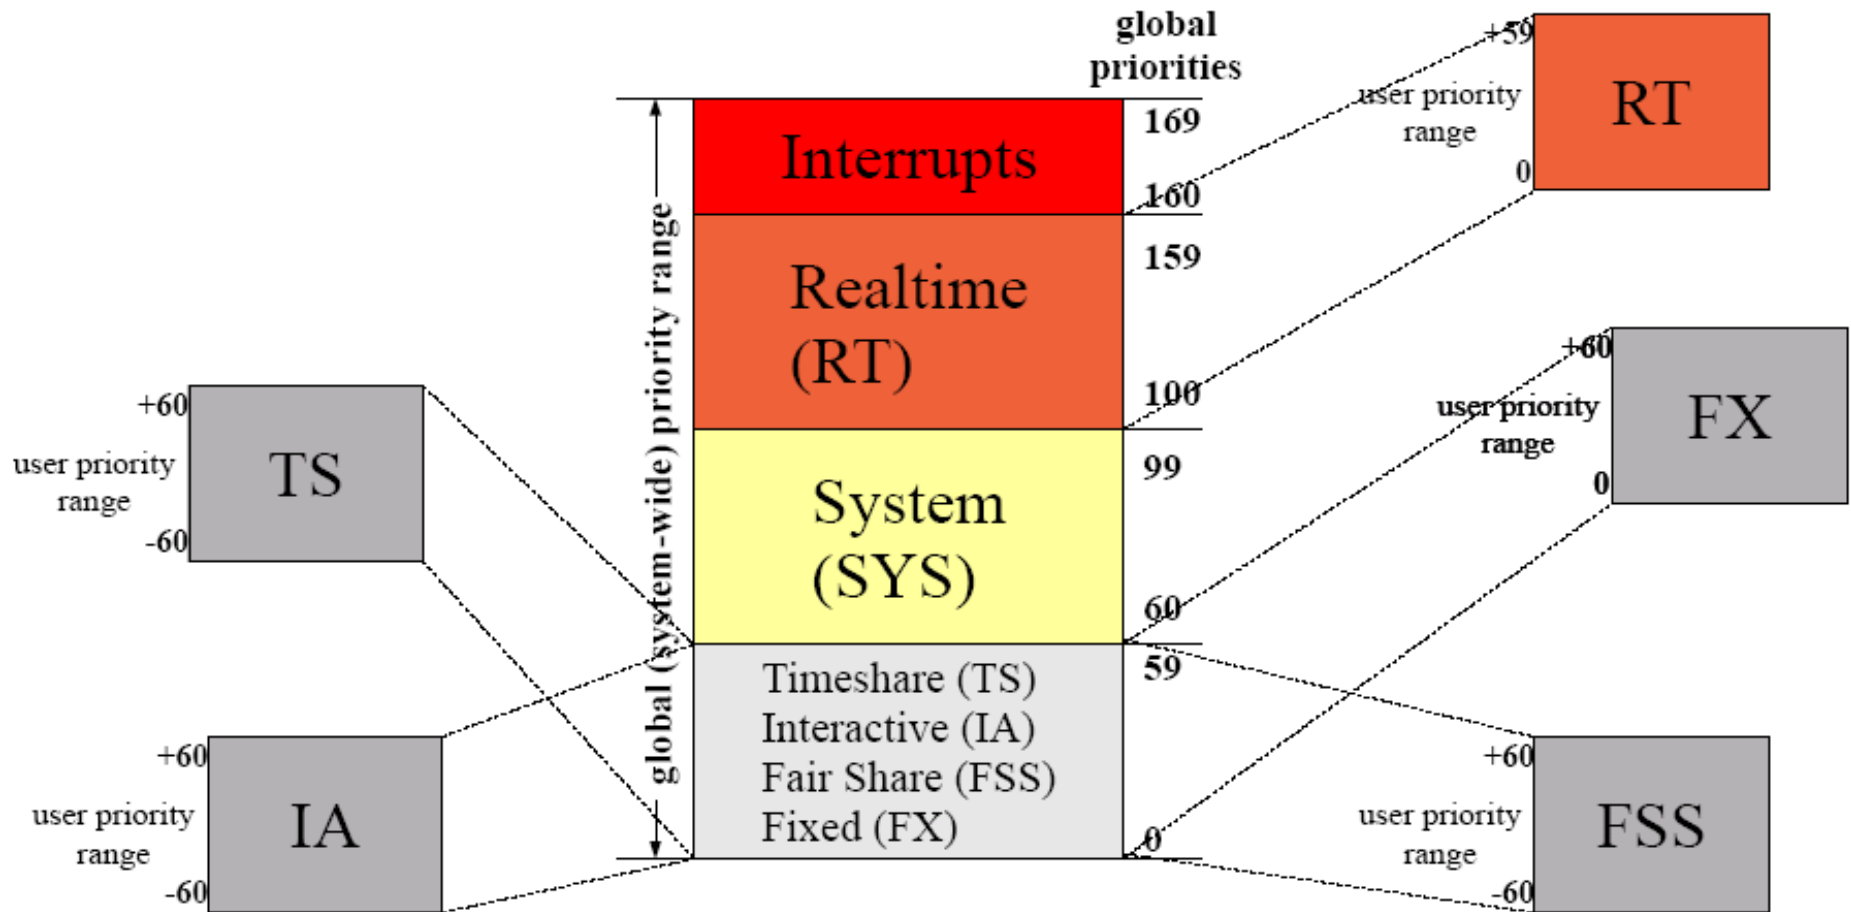 global
priorities
169
Interrupts
160
159
Realtime
(RT)
100
99
System
(SYS)
60
59
Timeshare (TS)
Interactive (IA)
Fair Share (FSS)
Fixed (FX)
0
global (system-wide) priority range
+60
user priority
range
-60
TS
+60
user priority
range
-60
IA
+59
user priority
range
0
RT
+60
user priority
range
0
FX
+60
user priority
range
-60
FSS